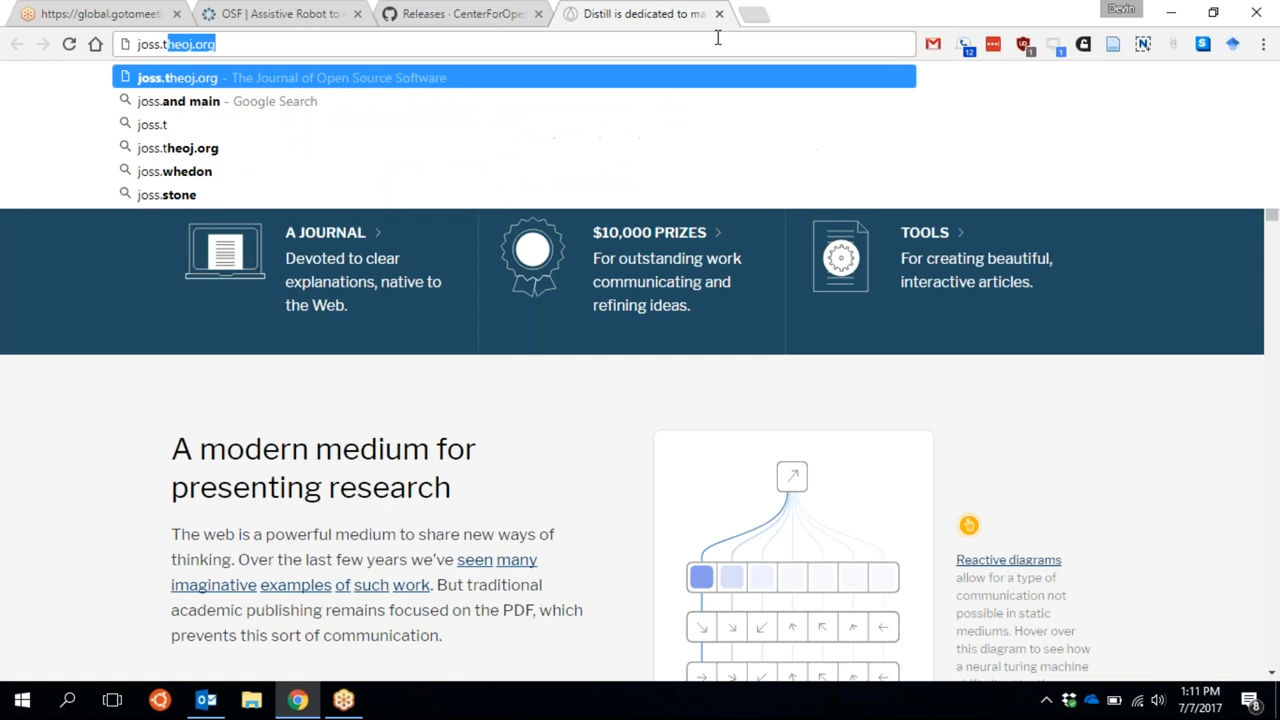 https://global.gotomeeti
OSF | Assistive Robot to
Releases · CenterForOpe
Distill is dedicated to ma
Devin
joss.theoj.org
12
1
1
joss.theoj.org - The Journal of Open Source Software
joss.and main - Google Search
joss.t
joss.theoj.org
joss.whedon
joss.stone
A JOURNAL
Devoted to clear
explanations, native to
the Web.
$10,000 PRIZES
For outstanding work
communicating and
refining ideas.
TOOLS
For creating beautiful,
interactive articles.
A modern medium for
presenting research
The web is a powerful medium to share new ways of
thinking. Over the last few years we've seen many
imaginative examples of such work. But traditional
academic publishing remains focused on the PDF, which
prevents this sort of communication.
Reactive diagrams
allow for a type of
communication not
possible in static
mediums. Hover over
this diagram to see how
a neural turing machine
1:11 PM
7/7/2017
8